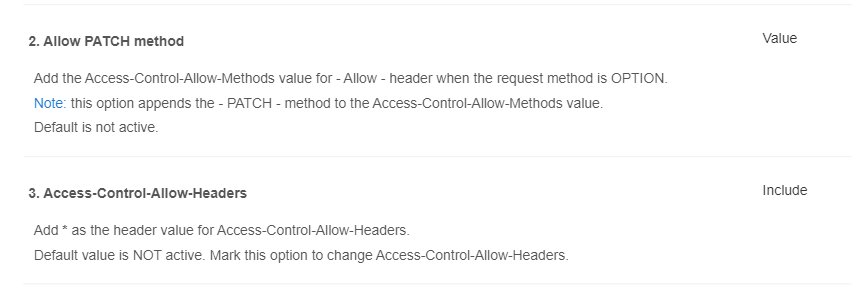 2. Allow PATCH method Value
Add the Access-Control-Allow-Methods value for - Allow - header when the request method is OPTION.
Note: this option appends the - PATCH - method to the Access-Control-Allow-Methods value.
Default is not active.
3. Access-Control-Allow-Headers Include
Add * as the header value for Access-Control-Allow-Headers.
Default value is NOT active. Mark this option to change Access-Control-Allow-Headers.